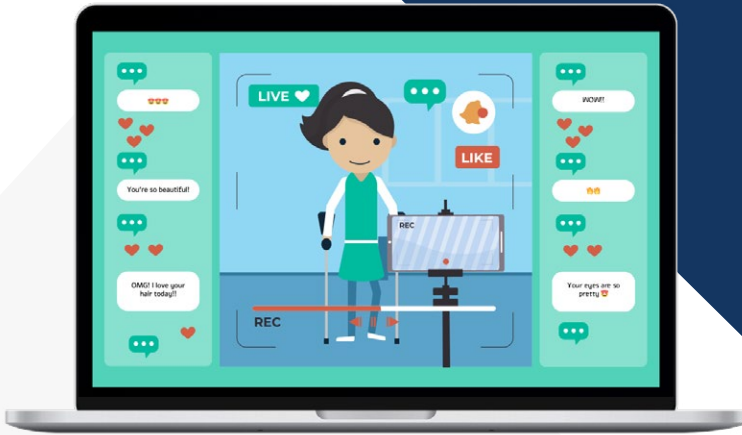 You're so beautiful!
OMG! I love your
hair today!!
LIVE
LIKE
REC
REC
WOW!!
Your eyes are so
pretty 😍